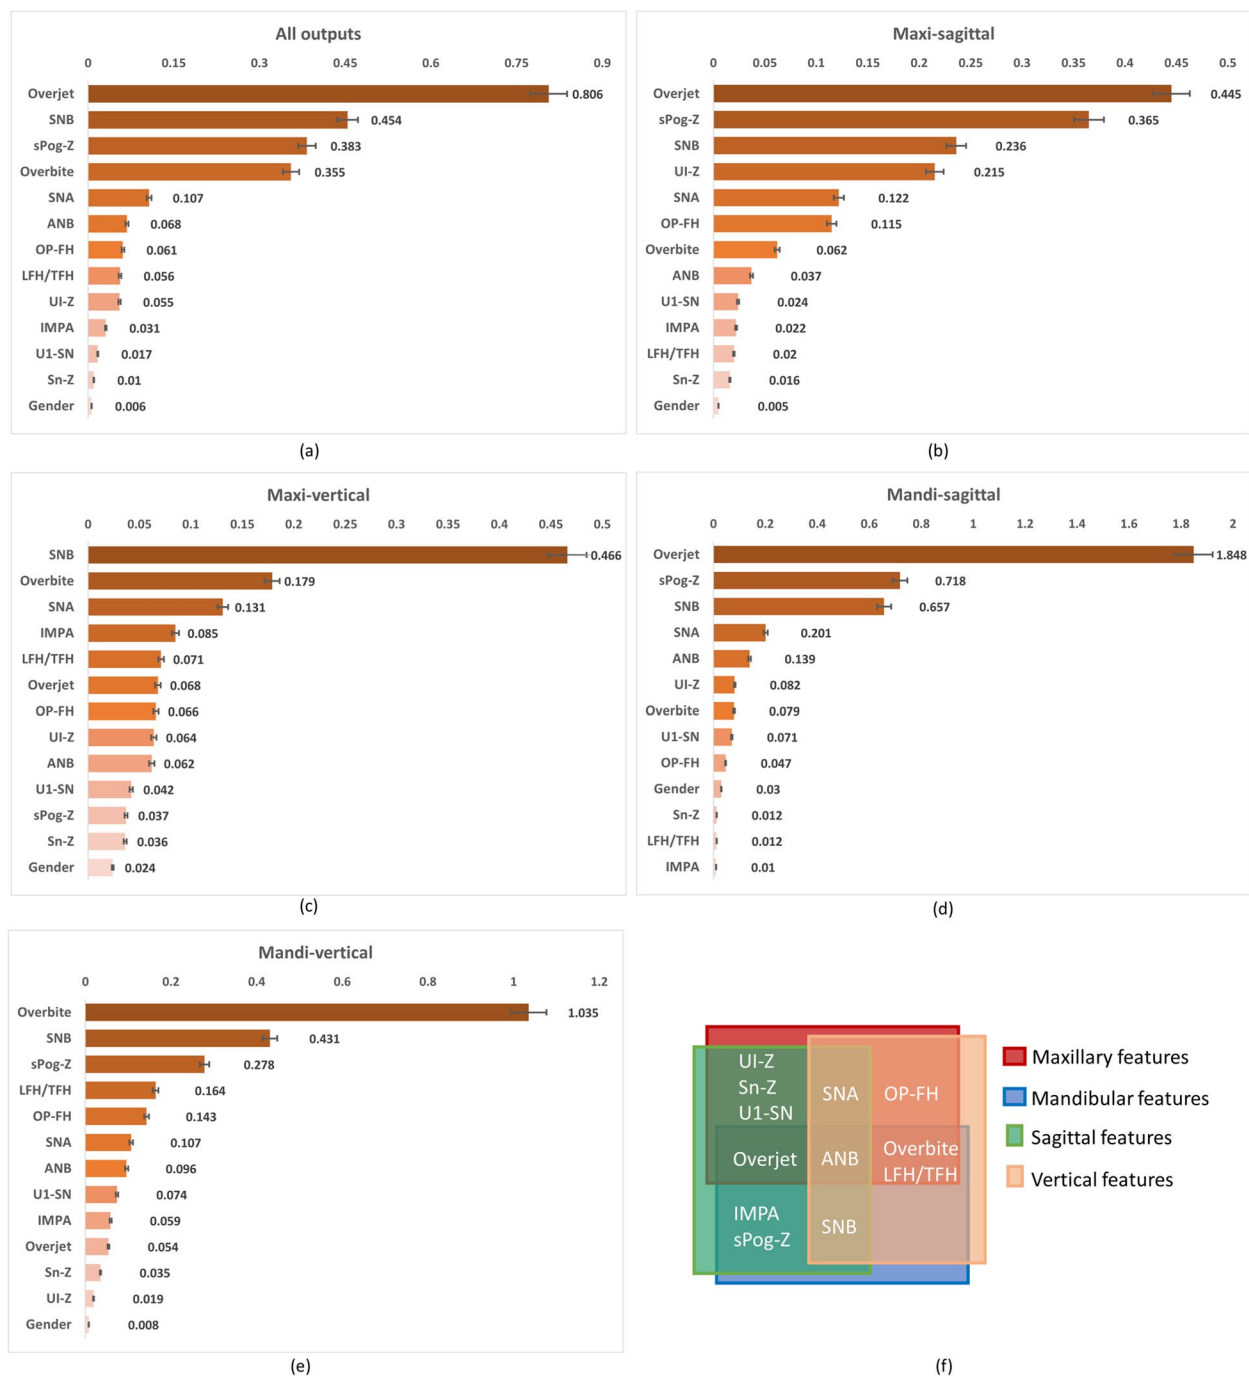 All outputs
0 0.15 0.3 0.45 0.6 0.75 0.9
Overjet 0.806
SNB 0.454
sPog-Z 0.383
Overbite 0.355
SNA 0.107
ANB 0.068
OP-FH 0.061
LFH/TFH 0.056
UI-Z 0.055
IMPA 0.031
U1-SN 0.017
Sn-Z 0.01
Gender 0.006
(a)
Maxi-sagittal
0 0.05 0.1 0.15 0.2 0.25 0.3 0.35 0.4 0.45 0.5
Overjet 0.445
sPog-Z 0.365
SNB 0.236
UI-Z 0.215
SNA 0.122
OP-FH 0.115
Overbite 0.062
ANB 0.037
U1-SN 0.024
IMPA 0.022
LFH/TFH 0.02
Sn-Z 0.016
Gender 0.005
(b)
Maxi-vertical
0 0.05 0.1 0.15 0.2 0.25 0.3 0.35 0.4 0.45 0.5
SNB 0.466
Overbite 0.179
SNA 0.131
IMPA 0.085
LFH/TFH 0.071
Overjet 0.068
OP-FH 0.066
UI-Z 0.064
ANB 0.062
U1-SN 0.042
sPog-Z 0.037
Sn-Z 0.036
Gender 0.024
(c)
Mandi-sagittal
0 0.2 0.4 0.6 0.8 1 1.2 1.4 1.6 1.8 2
Overjet 1.848
sPog-Z 0.718
SNB 0.657
SNA 0.201
ANB 0.139
UI-Z 0.082
Overbite 0.079
U1-SN 0.071
OP-FH 0.047
Gender 0.03
Sn-Z 0.012
LFH/TFH 0.012
IMPA 0.01
(d)
Mandi-vertical
0 0.2 0.4 0.6 0.8 1 1.2
Overbite 1.035
SNB 0.431
sPog-Z 0.278
LFH/TFH 0.164
OP-FH 0.143
SNA 0.107
ANB 0.096
U1-SN 0.074
IMPA 0.059
Overjet 0.054
Sn-Z 0.035
UI-Z 0.019
Gender 0.008
(e)
UI-Z
Sn-Z
U1-SN
SNA
OP-FH
Overjet
ANB
Overbite
LFH/TFH
IMPA
sPog-Z
SNB
Maxillary features
Mandibular features
Sagittal features
Vertical features
(f)